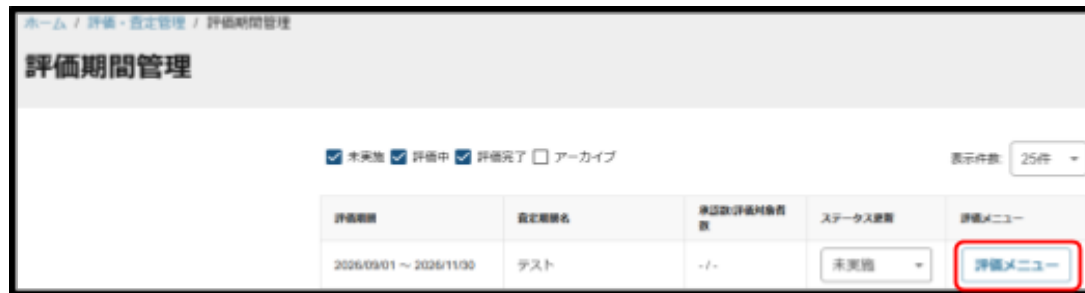 ホーム / 評価・査定管理 / 評価期間管理
評価期間管理
未実施 評価中 評価完了 アーカイブ 表示件数: 25件
評価期間 査定期間名 承認数/評価対象者数 ステータス更新 評価メニュー
2026/09/01 ～ 2026/11/30 テスト -/- 未実施 評価メニュー